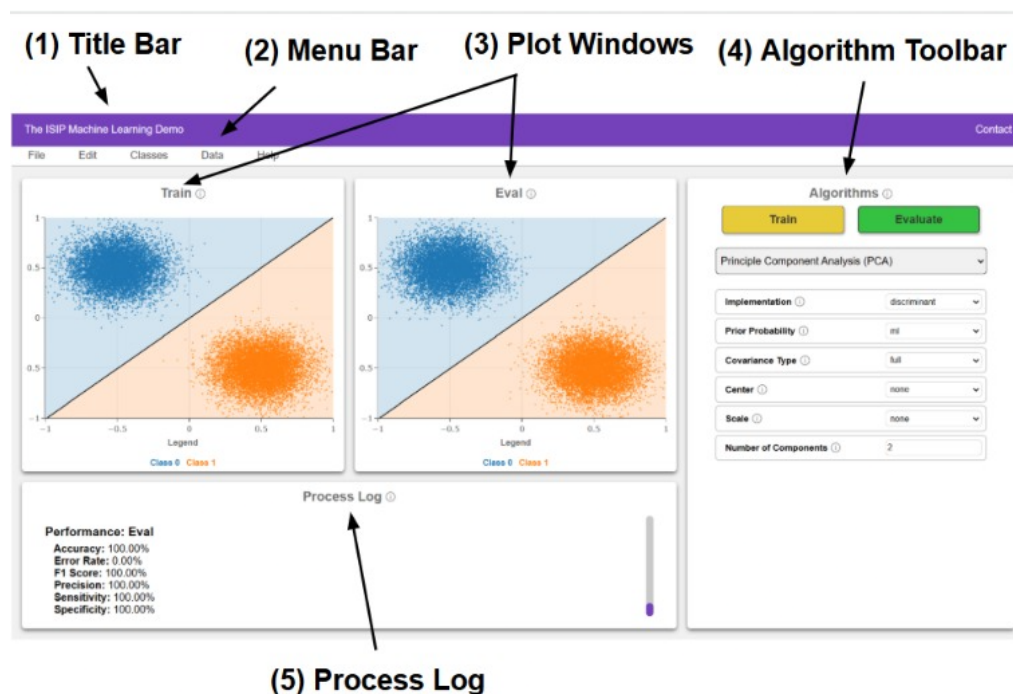 (1) Title Bar
(2) Menu Bar
(3) Plot Windows
(4) Algorithm Toolbar
The ISIP Machine Learning Demo
Contact
File Edit Classes Data Help
Train
1
0.5
0
0.5
−1
−1 −0.5 0 0.5 1
Legend
Class 0 Class 1
Eval
1
0.5
0
0.5
−1
−1 −0.5 0 0.5 1
Legend
Class 0 Class 1
Algorithms
Train Evaluate
Principle Component Analysis (PCA)
Implementation discriminant
Prior Probability ml
Covariance Type full
Center none
Scale none
Number of Components 2
Process Log
Performance: Eval
Accuracy: 100.00%
Error Rate: 0.00%
F1 Score: 100.00%
Precision: 100.00%
Sensitivity: 100.00%
Specificity: 100.00%
(5) Process Log